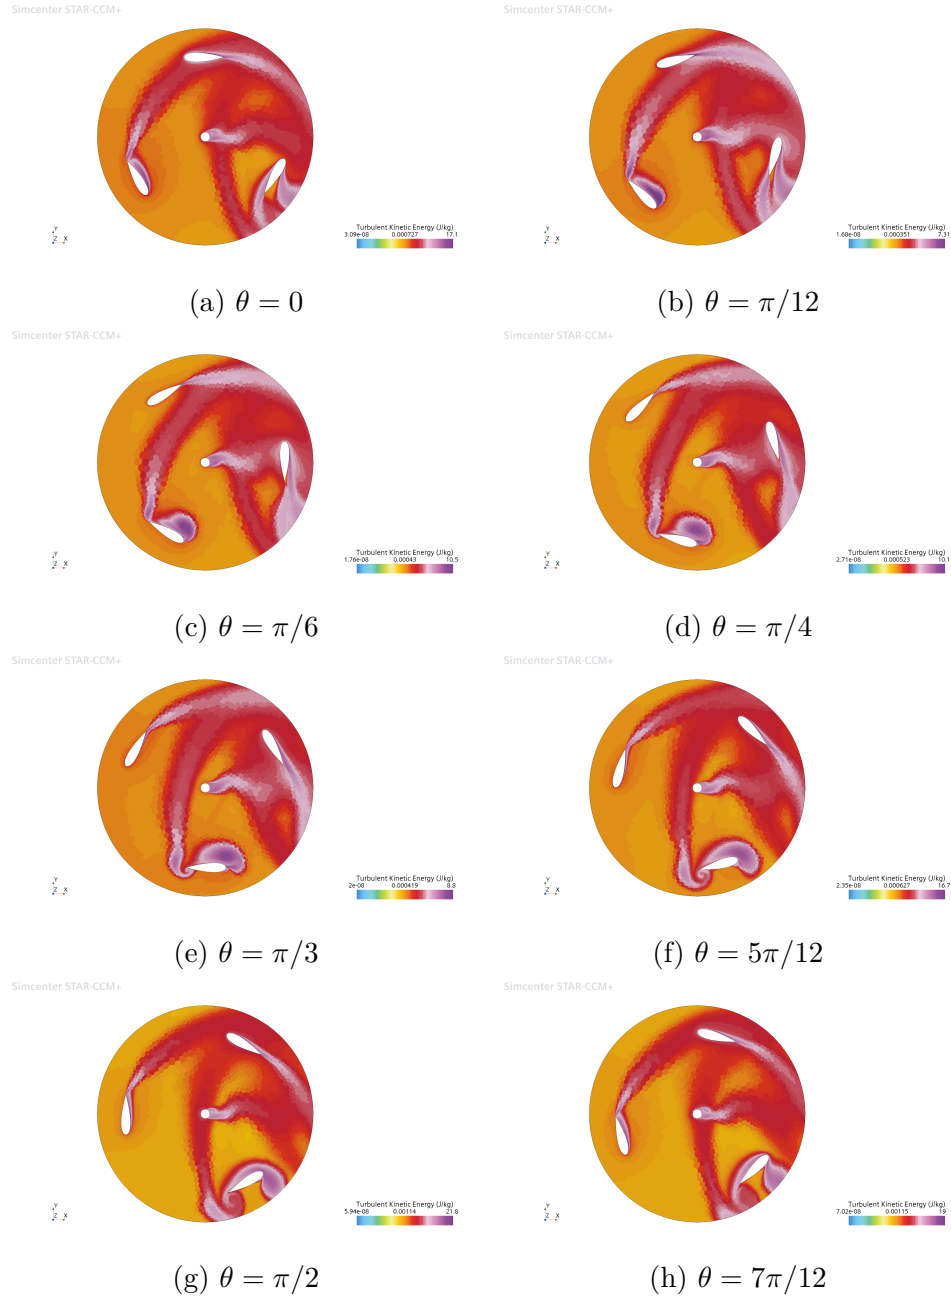 Simcenter STAR-CCM+ Simcenter STAR-CCM+
Y Z X Turbulent Kinetic Energy (J/kg) Y Z X Turbulent Kinetic Energy (J/kg)
3.09e-08 0.000727 17.1 1.68e-08 0.000351 7.31
(a) θ = 0 (b) θ = π/12
Simcenter STAR-CCM+ Simcenter STAR-CCM+
Y Z X Turbulent Kinetic Energy (J/kg) Y Z X Turbulent Kinetic Energy (J/kg)
1.76e-08 0.00043 10.5 2.71e-08 0.000523 10.1
(c) θ = π/6 (d) θ = π/4
Simcenter STAR-CCM+ Simcenter STAR-CCM+
Y Z X Turbulent Kinetic Energy (J/kg) Y Z X Turbulent Kinetic Energy (J/kg)
2e-08 0.000419 8.8 2.35e-08 0.000627 16.7
(e) θ = π/3 (f) θ = 5π/12
Simcenter STAR-CCM+ Simcenter STAR-CCM+
Y Z X Turbulent Kinetic Energy (J/kg) Y Z X Turbulent Kinetic Energy (J/kg)
5.94e-08 0.00114 21.8 7.02e-08 0.00115 19
(g) θ = π/2 (h) θ = 7π/12